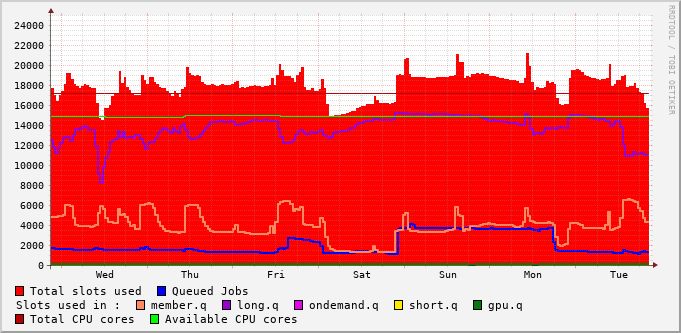 24000
22000
20000
18000
16000
14000
12000
10000
8000
6000
4000
2000
0
Wed Thu Fri Sat Sun Mon Tue
RRDTOOL / TOBI OETIKER
Total slots used Queued Jobs
Slots used in : member.q long.q ondemand.q short.q gpu.q
Total CPU cores Available CPU cores